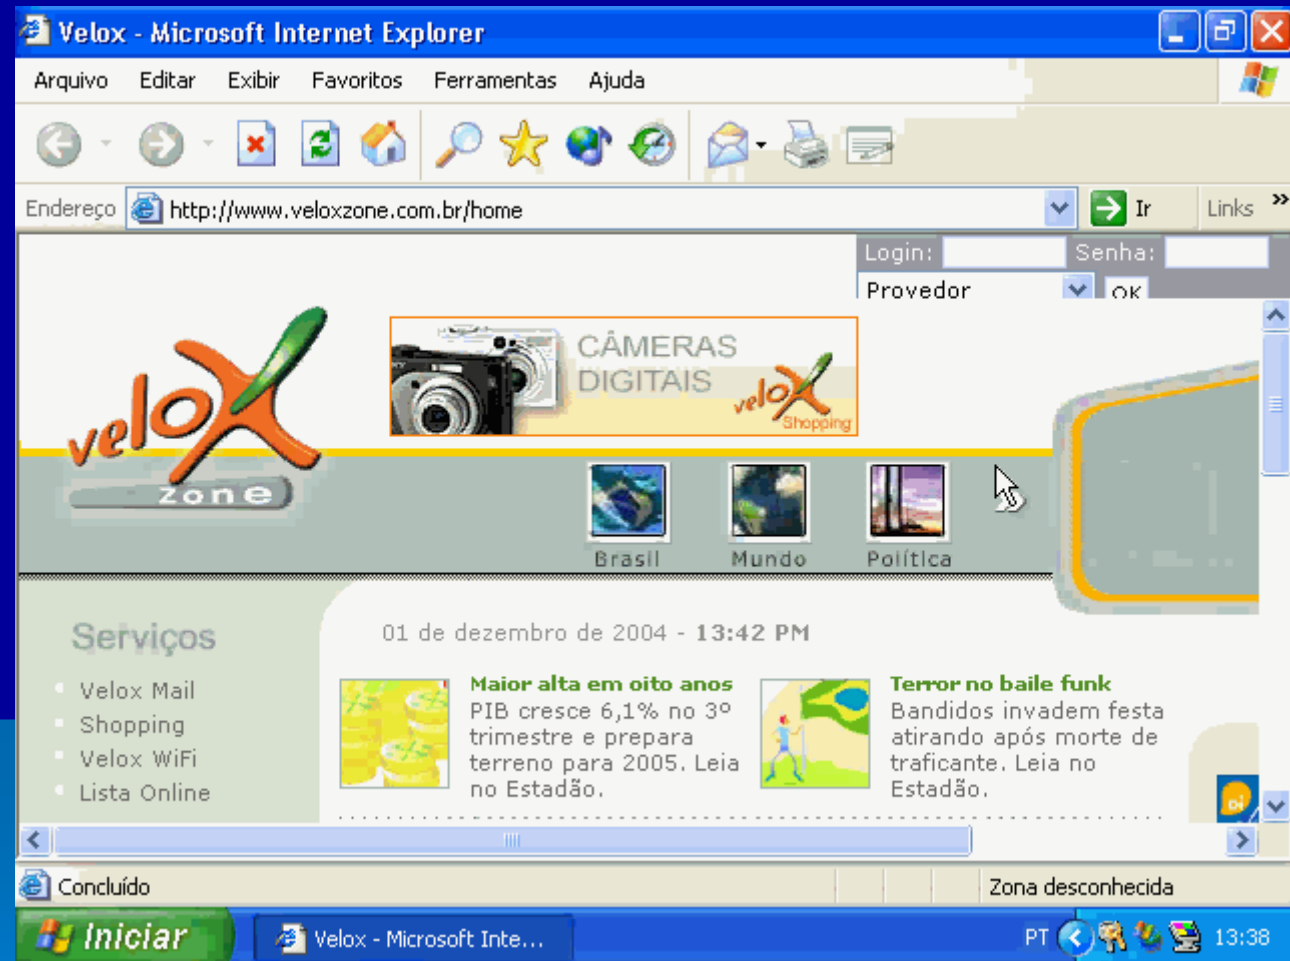 Velox - Microsoft Internet Explorer
Arquivo Editar Exibir Favoritos Ferramentas Ajuda
Endereço http://www.veloxzone.com.br/home Ir Links »
Login: Senha:
Provedor OK
velox
zone
CÂMERAS
DIGITAIS
velox
Shopping
Brasil Mundo Política
Serviços
Velox Mail
Shopping
Velox WiFi
Lista Online
01 de dezembro de 2004 - 13:42 PM
Maior alta em oito anos
PIB cresce 6,1% no 3º
trimestre e prepara
terreno para 2005. Leia
no Estadão.
Terror no baile funk
Bandidos invadem festa
atirando após morte de
traficante. Leia no
Estadão.
oi
Concluído Zona desconhecida
Iniciar Velox - Microsoft Inte... PT 13:38